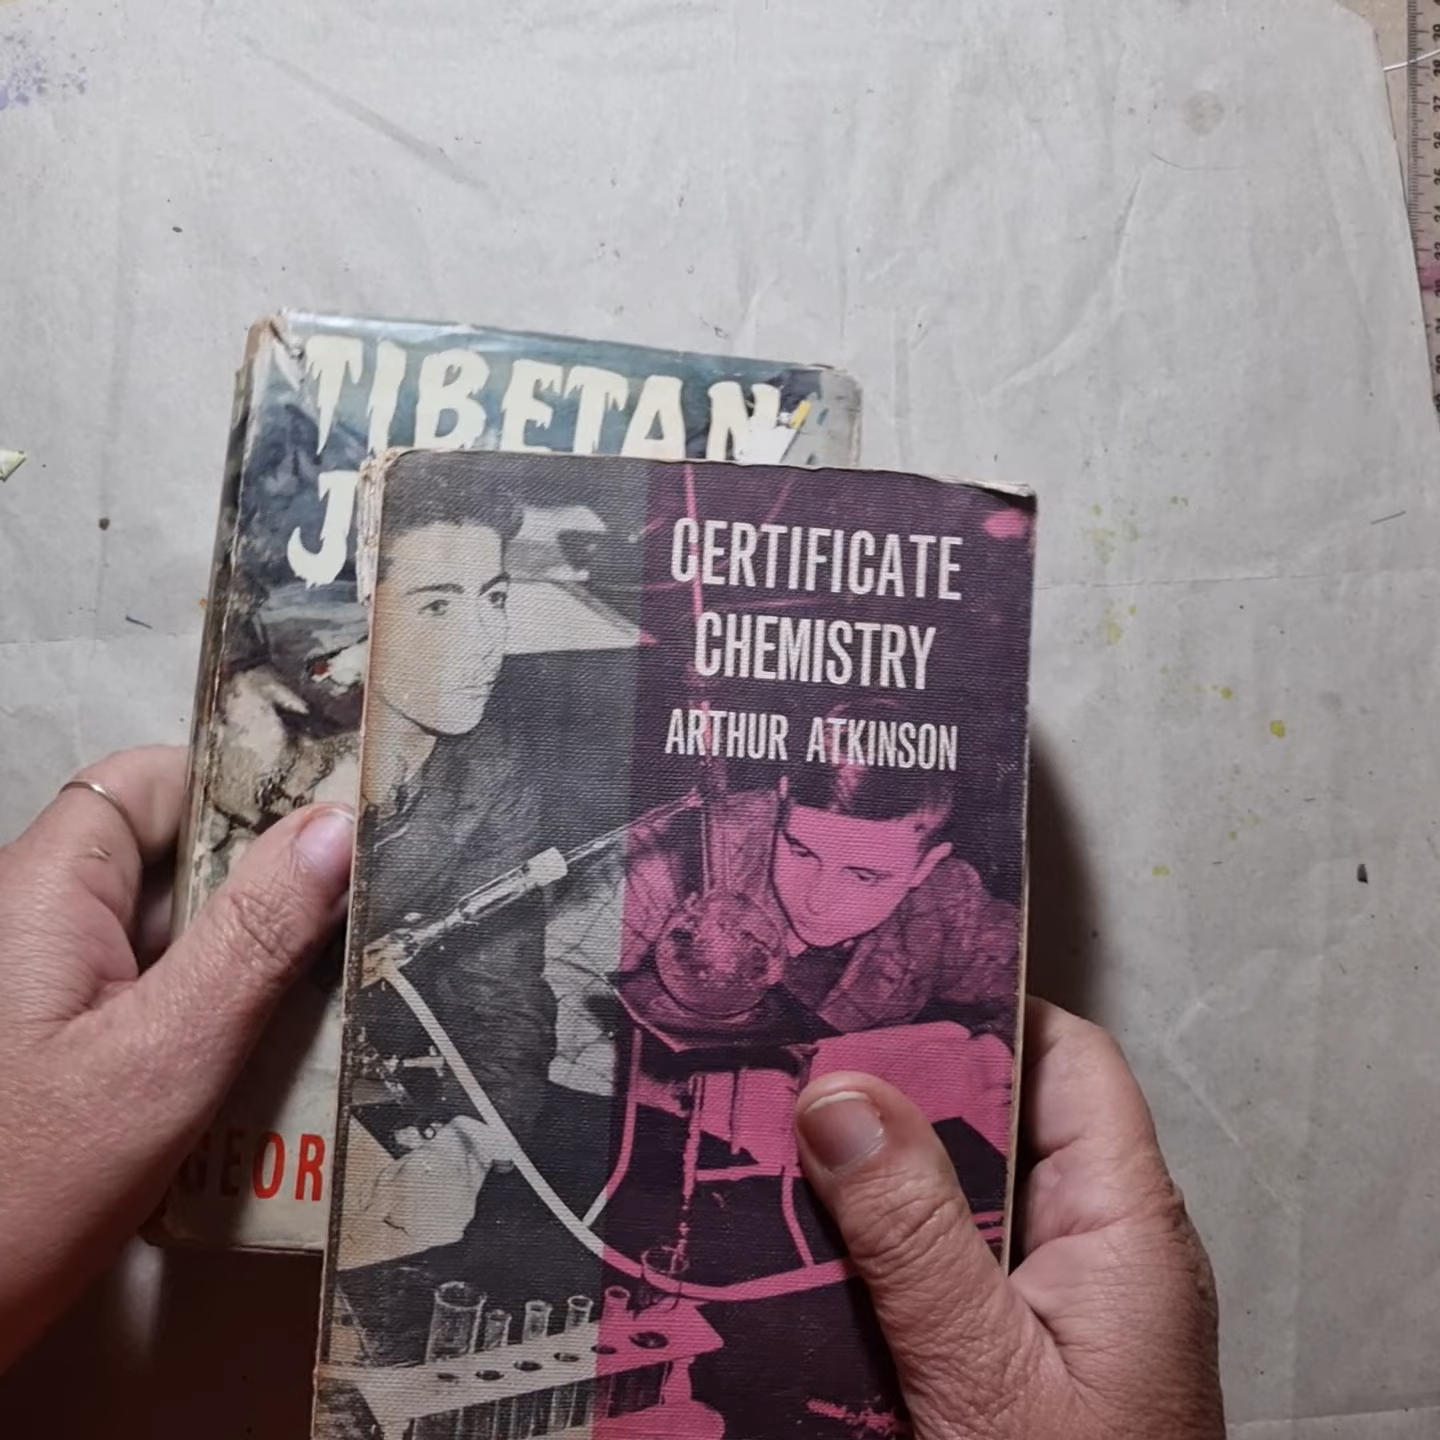 TIBETAN
J
CERTIFICATE
CHEMISTRY
ARTHUR ATKINSON
GEOR